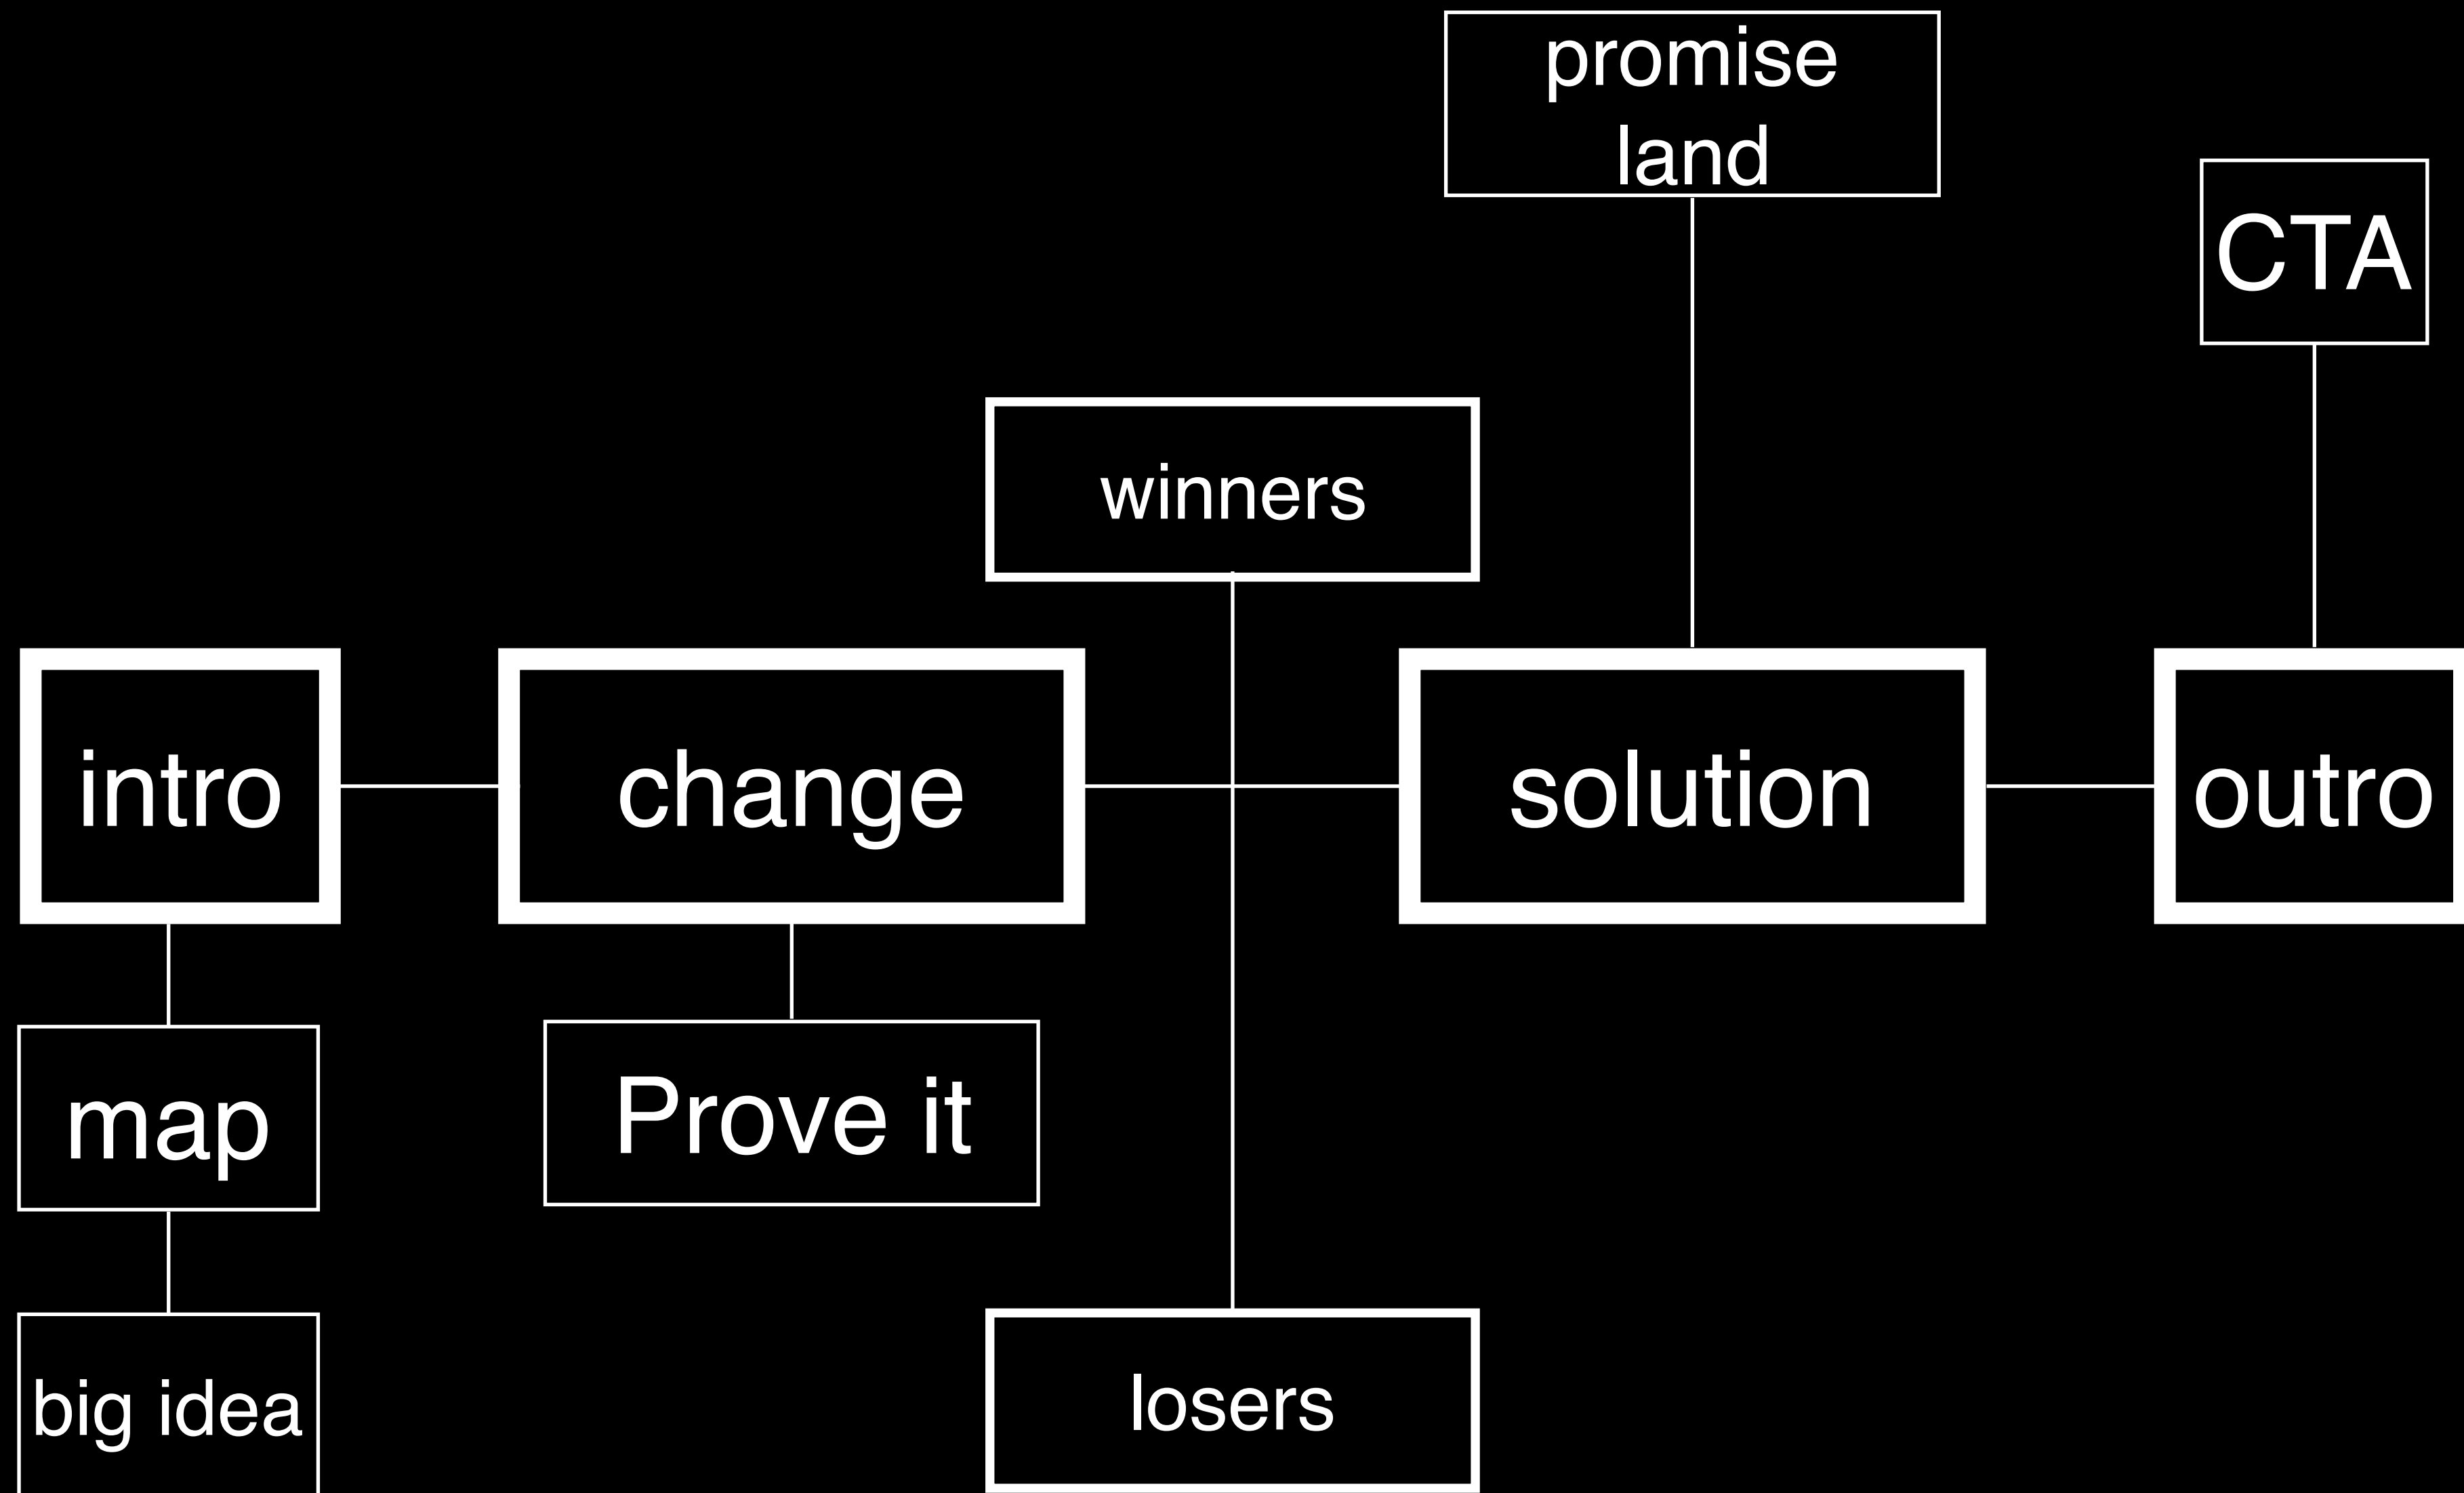 promise
land
CTA
winners
intro
change
solution
outro
map
Prove it
big idea
losers